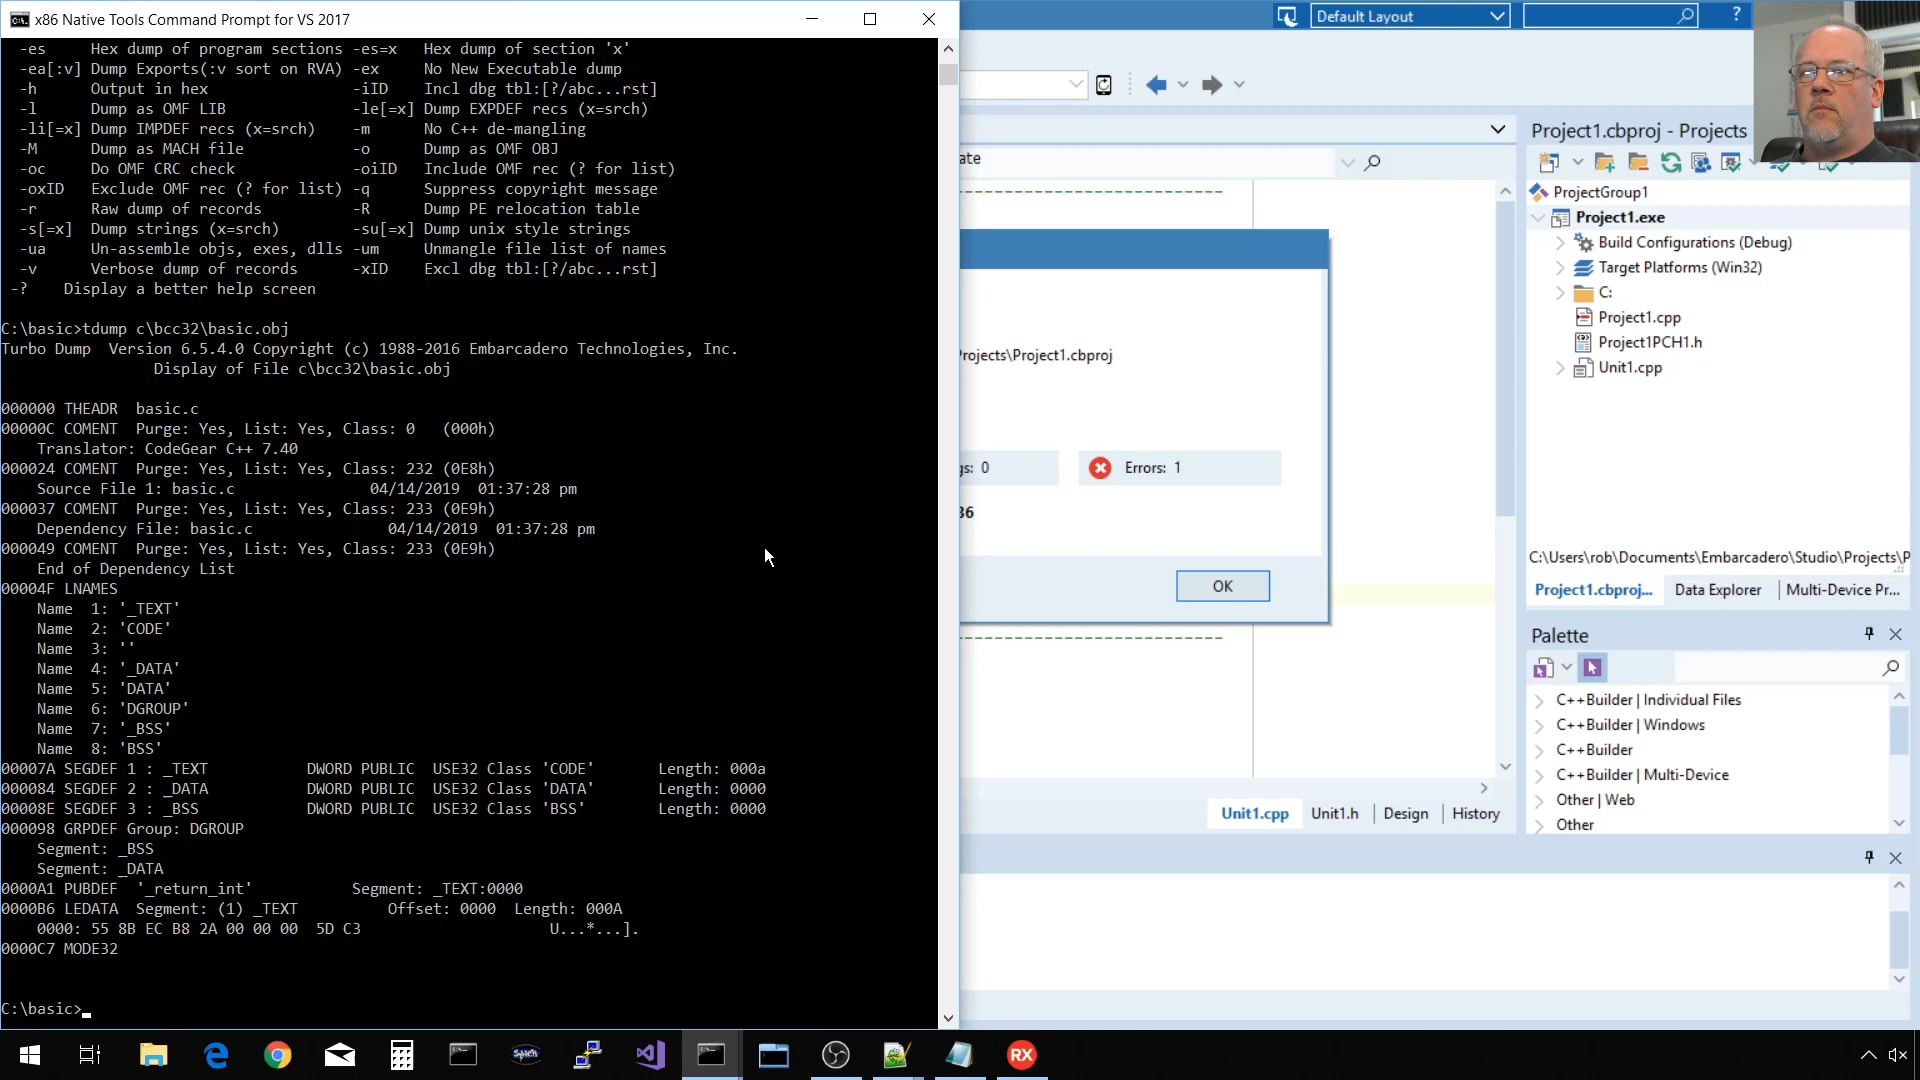 x86 Native Tools Command Prompt for VS 2017
-es     Hex dump of program sections -es=x   Hex dump of section 'x'
-ea[:v] Dump Exports(:v sort on RVA) -ex     No New Executable dump
-h      Output in hex                -iID    Incl dbg tbl:[?/abc...rst]
-l      Dump as OMF LIB              -le[=x] Dump EXPDEF recs (x=srch)
-li[=x] Dump IMPDEF recs (x=srch)    -m      No C++ de-mangling
-M      Dump as MACH file            -o      Dump as OMF OBJ
-oc     Do OMF CRC check             -oiID   Include OMF rec (? for list)
-oxID   Exclude OMF rec (? for list) -q      Suppress copyright message
-r      Raw dump of records          -R      Dump PE relocation table
-s[=x]  Dump strings (x=srch)        -su[=x] Dump unix style strings
-ua     Un-assemble objs, exes, dlls -um     Unmangle file list of names
-v      Verbose dump of records      -xID    Excl dbg tbl:[?/abc...rst]
-?    Display a better help screen
C:\basic>tdump c\bcc32\basic.obj
Turbo Dump  Version 6.5.4.0 Copyright (c) 1988-2016 Embarcadero Technologies, Inc.
Display of File c\bcc32\basic.obj
000000 THEADR  basic.c
00000C COMENT  Purge: Yes, List: Yes, Class: 0   (000h)
Translator: CodeGear C++ 7.40
000024 COMENT  Purge: Yes, List: Yes, Class: 232 (0E8h)
Source File 1: basic.c               04/14/2019  01:37:28 pm
000037 COMENT  Purge: Yes, List: Yes, Class: 233 (0E9h)
Dependency File: basic.c               04/14/2019  01:37:28 pm
000049 COMENT  Purge: Yes, List: Yes, Class: 233 (0E9h)
End of Dependency List
00004F LNAMES
Name  1: '_TEXT'
Name  2: 'CODE'
Name  3: ''
Name  4: '_DATA'
Name  5: 'DATA'
Name  6: 'DGROUP'
Name  7: '_BSS'
Name  8: 'BSS'
00007A SEGDEF 1 : _TEXT           DWORD PUBLIC  USE32 Class 'CODE'       Length: 000a
000084 SEGDEF 2 : _DATA           DWORD PUBLIC  USE32 Class 'DATA'       Length: 0000
00008E SEGDEF 3 : _BSS            DWORD PUBLIC  USE32 Class 'BSS'        Length: 0000
000098 GRPDEF Group: DGROUP
Segment: _BSS
Segment: _DATA
0000A1 PUBDEF  '_return_int'           Segment: _TEXT:0000
0000B6 LEDATA  Segment: (1) _TEXT          Offset: 0000  Length: 000A
0000: 55 8B EC B8 2A 00 00 00  5D C3                     U...*...].
0000C7 MODE32
C:\basic>_
Default Layout
?
ate
Projects\Project1.cbproj
gs: 0
Errors: 1
36
OK
Unit1.cpp
Unit1.h
Design
History
Project1.cbproj - Projects
ProjectGroup1
Project1.exe
Build Configurations (Debug)
Target Platforms (Win32)
C:
Project1.cpp
Project1PCH1.h
Unit1.cpp
C:\Users\rob\Documents\Embarcadero\Studio\Projects\P
Project1.cbproj...
Data Explorer
Multi-Device Pr...
Palette
C++Builder | Individual Files
C++Builder | Windows
C++Builder
C++Builder | Multi-Device
Other | Web
Other
RX